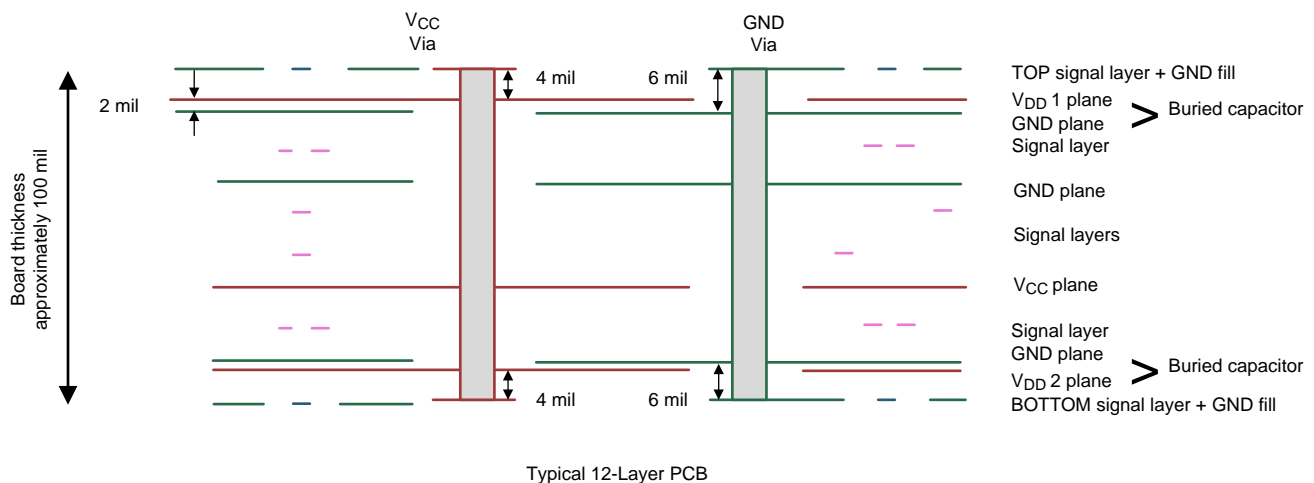 VCC
Via
GND
Via
4 mil
6 mil
2 mil
TOP signal layer + GND fill
VDD 1 plane
GND plane
> Buried capacitor
Signal layer
GND plane
Signal layers
VCC plane
Signal layer
GND plane
VDD 2 plane
> Buried capacitor
BOTTOM signal layer + GND fill
4 mil
6 mil
Board thickness
approximately 100 mil
Typical 12-Layer PCB